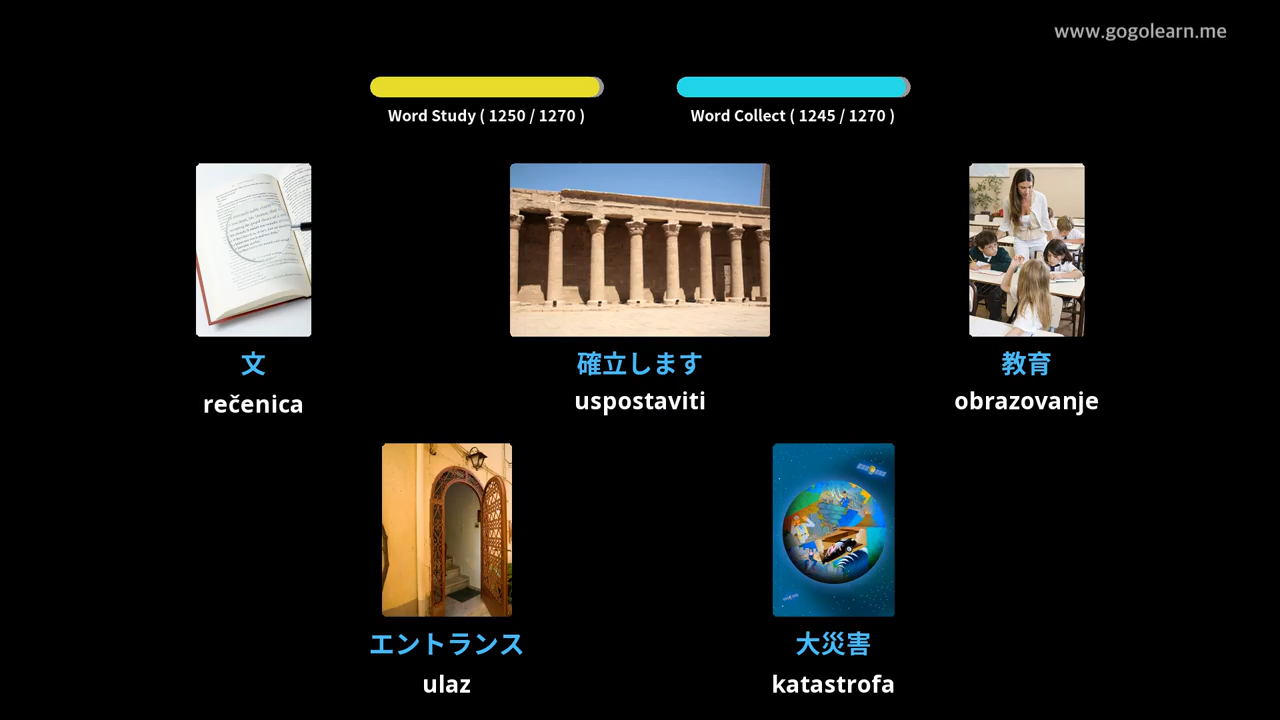 www.gogolearn.me
Word Study ( 1250 / 1270 )
Word Collect ( 1245 / 1270 )
文
rečenica
確立します
uspostaviti
教育
obrazovanje
エントランス
ulaz
大災害
katastrofa